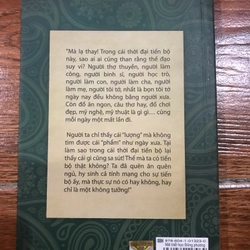 "Mà lạ thay! Trong cái thời đại tiến bộ
này, sao ai ai cũng than rằng thế đạo
suy vi? Người thợ thuyền, người làm
công, người binh sĩ, người học trò,
người làm con, người làm cha, người
làm mẹ, người tôi tớ, nhất là bọn tôi tớ
ngày nay đều không bằng người xưa.
Còn đồ ăn ngon, câu thơ hay, đồ chơi
đẹp, mỹ nghệ, mỹ thuật là gì gì... cũng
mỗi ngày một mất lần đi.
Người ta chỉ thấy cái "lượng" mà không
tìm được cái "phẩm" như ngày xưa. Tại
làm sao trong cái thời đại tiến bộ lại
thấy cái gì cũng sa sút! Thế mà ta có tiến
bộ thật không? Ta đã quên ăn quên
ngủ, hy sinh cả tính mạng cho sự tiến
bộ ấy, mà thực sự nó có hay không, hay
chỉ là một không tưởng!"